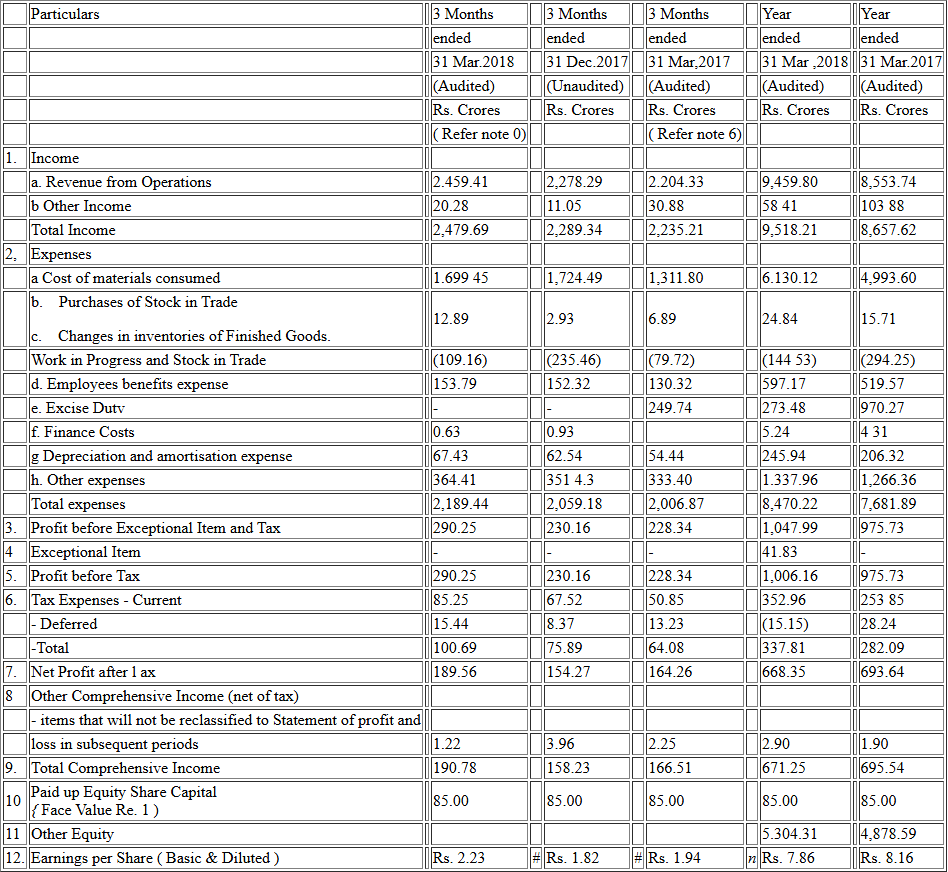 Particulars 3 Months 3 Months 3 Months Year Year
ended ended ended ended ended
31 Mar.2018 31 Dec.2017 31 Mar,2017 31 Mar ,2018 31 Mar.2017
(Audited) (Unaudited) (Audited) (Audited) (Audited)
Rs. Crores Rs. Crores Rs. Crores Rs. Crores Rs. Crores
( Refer note 0) ( Refer note 6)
1. Income
a. Revenue from Operations 2.459.41 2,278.29 2.204.33 9,459.80 8,553.74
b Other Income 20.28 11.05 30.88 58 41 103 88
Total Income 2,479.69 2,289.34 2,235.21 9,518.21 8,657.62
2, Expenses
a Cost of materials consumed 1.699 45 1,724.49 1,311.80 6.130.12 4,993.60
b. Purchases of Stock in Trade
12.89 2.93 6.89 24.84 15.71
c. Changes in inventories of Finished Goods.
Work in Progress and Stock in Trade (109.16) (235.46) (79.72) (144 53) (294.25)
d. Employees benefits expense 153.79 152.32 130.32 597.17 519.57
e. Excise Dutv - - 249.74 273.48 970.27
f. Finance Costs 0.63 0.93 5.24 4 31
g Depreciation and amortisation expense 67.43 62.54 54.44 245.94 206.32
h. Other expenses 364.41 351 4.3 333.40 1.337.96 1,266.36
Total expenses 2,189.44 2,059.18 2,006.87 8,470.22 7,681.89
3. Profit before Exceptional Item and Tax 290.25 230.16 228.34 1,047.99 975.73
4 Exceptional Item - - - 41.83 -
5. Profit before Tax 290.25 230.16 228.34 1,006.16 975.73
6. Tax Expenses - Current 85.25 67.52 50.85 352.96 253 85
- Deferred 15.44 8.37 13.23 (15.15) 28.24
-Total 100.69 75.89 64.08 337.81 282.09
7. Net Profit after l ax 189.56 154.27 164.26 668.35 693.64
8 Other Comprehensive Income (net of tax)
- items that will not be reclassified to Statement of profit and
loss in subsequent periods 1.22 3.96 2.25 2.90 1.90
9. Total Comprehensive Income 190.78 158.23 166.51 671.25 695.54
10 Paid up Equity Share Capital
{ Face Value Re. 1 ) 85.00 85.00 85.00 85.00 85.00
11 Other Equity 5.304.31 4,878.59
12. Earnings per Share ( Basic & Diluted ) Rs. 2.23 # Rs. 1.82 # Rs. 1.94 n Rs. 7.86 Rs. 8.16